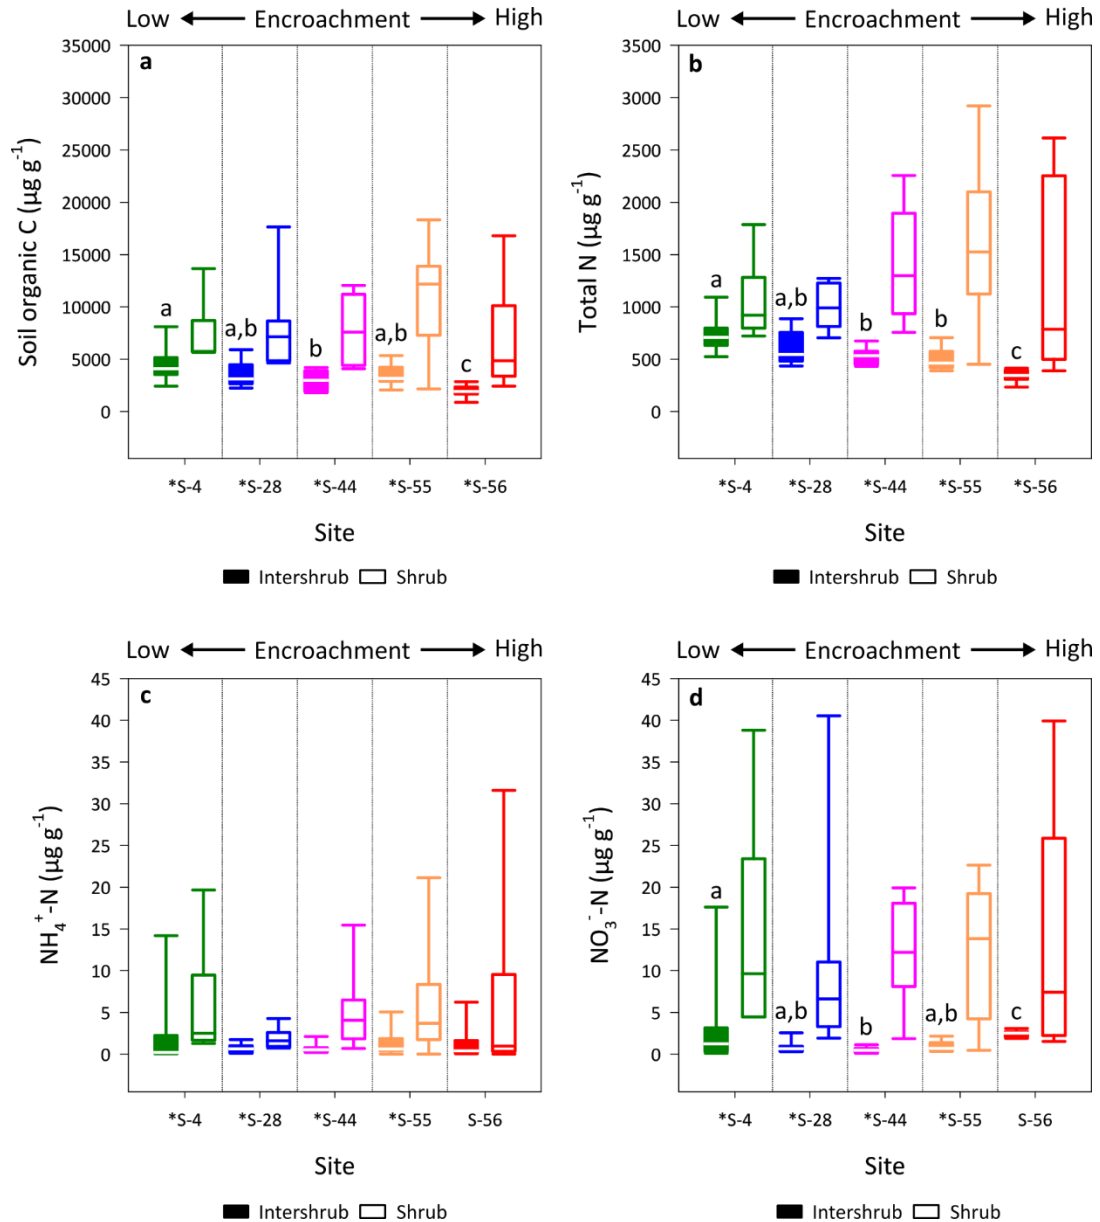 Low Encroachment High
a
Soil organic C (µg g⁻¹)
35000
30000
25000
20000
15000
10000
5000
0
a
a,b
b
a,b
c
*S-4 *S-28 *S-44 *S-55 *S-56
Site
Intershrub Shrub
Low Encroachment High
b
Total N (µg g⁻¹)
3500
3000
2500
2000
1500
1000
500
0
a
a,b
b
b
c
*S-4 *S-28 *S-44 *S-55 *S-56
Site
Intershrub Shrub
Low Encroachment High
c
NH₄⁺-N (µg g⁻¹)
45
40
35
30
25
20
15
10
5
0
*S-4 *S-28 *S-44 *S-55 S-56
Site
Intershrub Shrub
Low Encroachment High
d
NO₃⁻-N (µg g⁻¹)
45
40
35
30
25
20
15
10
5
0
a
a,b
b
a,b
c
*S-4 *S-28 *S-44 *S-55 S-56
Site
Intershrub Shrub